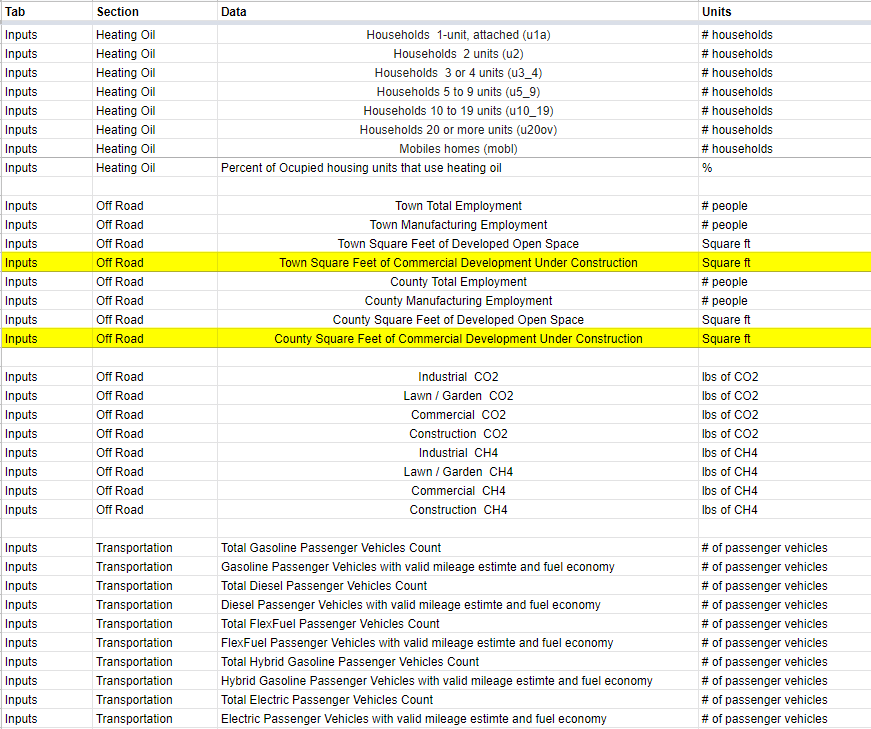 Tab Section Data Units
Inputs Heating Oil Households  1-unit, attached (u1a) # households
Inputs Heating Oil Households  2 units (u2) # households
Inputs Heating Oil Households  3 or 4 units (u3_4) # households
Inputs Heating Oil Households 5 to 9 units (u5_9) # households
Inputs Heating Oil Households 10 to 19 units (u10_19) # households
Inputs Heating Oil Households 20 or more units (u20ov) # households
Inputs Heating Oil Mobiles homes (mobl) # households
Inputs Heating Oil Percent of Ocupied housing units that use heating oil %
Inputs Off Road Town Total Employment # people
Inputs Off Road Town Manufacturing Employment # people
Inputs Off Road Town Square Feet of Developed Open Space Square ft
Inputs Off Road Town Square Feet of Commercial Development Under Construction Square ft
Inputs Off Road County Total Employment # people
Inputs Off Road County Manufacturing Employment # people
Inputs Off Road County Square Feet of Developed Open Space Square ft
Inputs Off Road County Square Feet of Commercial Development Under Construction Square ft
Inputs Off Road Industrial  CO2 lbs of CO2
Inputs Off Road Lawn / Garden  CO2 lbs of CO2
Inputs Off Road Commercial  CO2 lbs of CO2
Inputs Off Road Construction  CO2 lbs of CO2
Inputs Off Road Industrial  CH4 lbs of CH4
Inputs Off Road Lawn / Garden  CH4 lbs of CH4
Inputs Off Road Commercial  CH4 lbs of CH4
Inputs Off Road Construction  CH4 lbs of CH4
Inputs Transportation Total Gasoline Passenger Vehicles Count # of passenger vehicles
Inputs Transportation Gasoline Passenger Vehicles with valid mileage estimte and fuel economy # of passenger vehicles
Inputs Transportation Total Diesel Passenger Vehicles Count # of passenger vehicles
Inputs Transportation Diesel Passenger Vehicles with valid mileage estimte and fuel economy # of passenger vehicles
Inputs Transportation Total FlexFuel Passenger Vehicles Count # of passenger vehicles
Inputs Transportation FlexFuel Passenger Vehicles with valid mileage estimte and fuel economy # of passenger vehicles
Inputs Transportation Total Hybrid Gasoline Passenger Vehicles Count # of passenger vehicles
Inputs Transportation Hybrid Gasoline Passenger Vehicles with valid mileage estimte and fuel economy # of passenger vehicles
Inputs Transportation Total Electric Passenger Vehicles Count # of passenger vehicles
Inputs Transportation Electric Passenger Vehicles with valid mileage estimte and fuel economy # of passenger vehicles